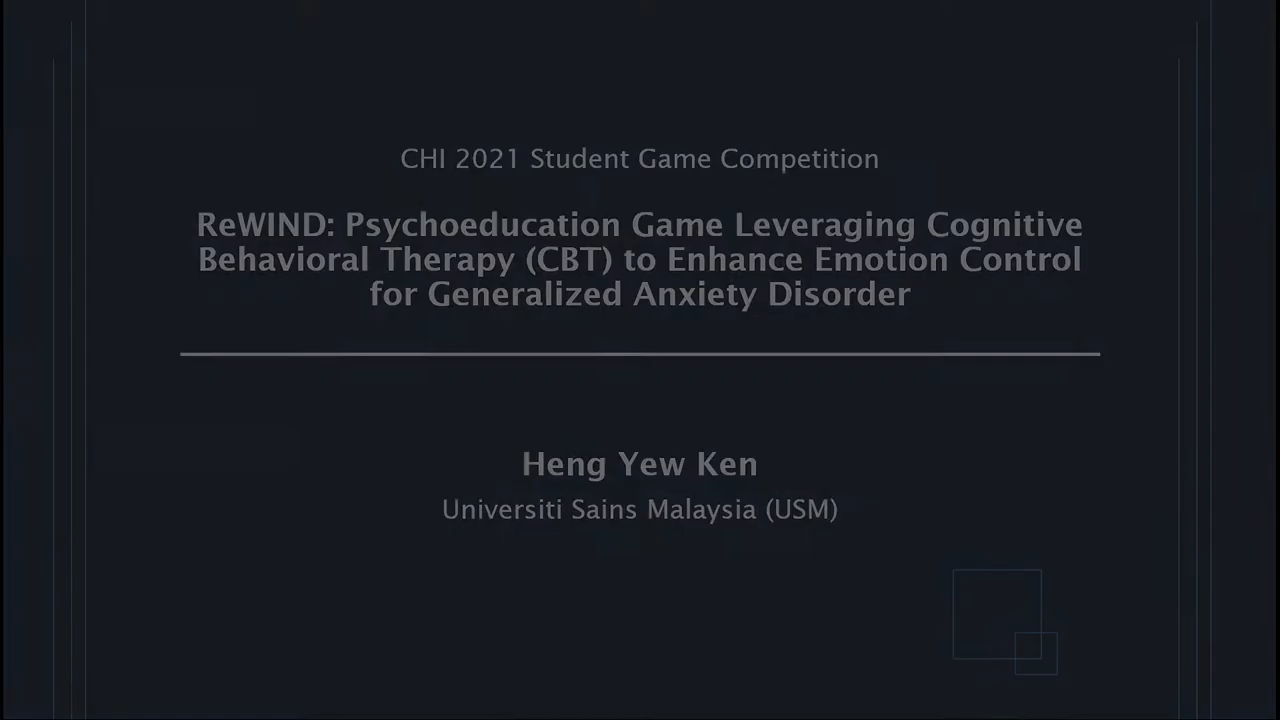 CHI 2021 Student Game Competition
ReWIND: Psychoeducation Game Leveraging Cognitive
Behavioral Therapy (CBT) to Enhance Emotion Control
for Generalized Anxiety Disorder
Heng Yew Ken
Universiti Sains Malaysia (USM)